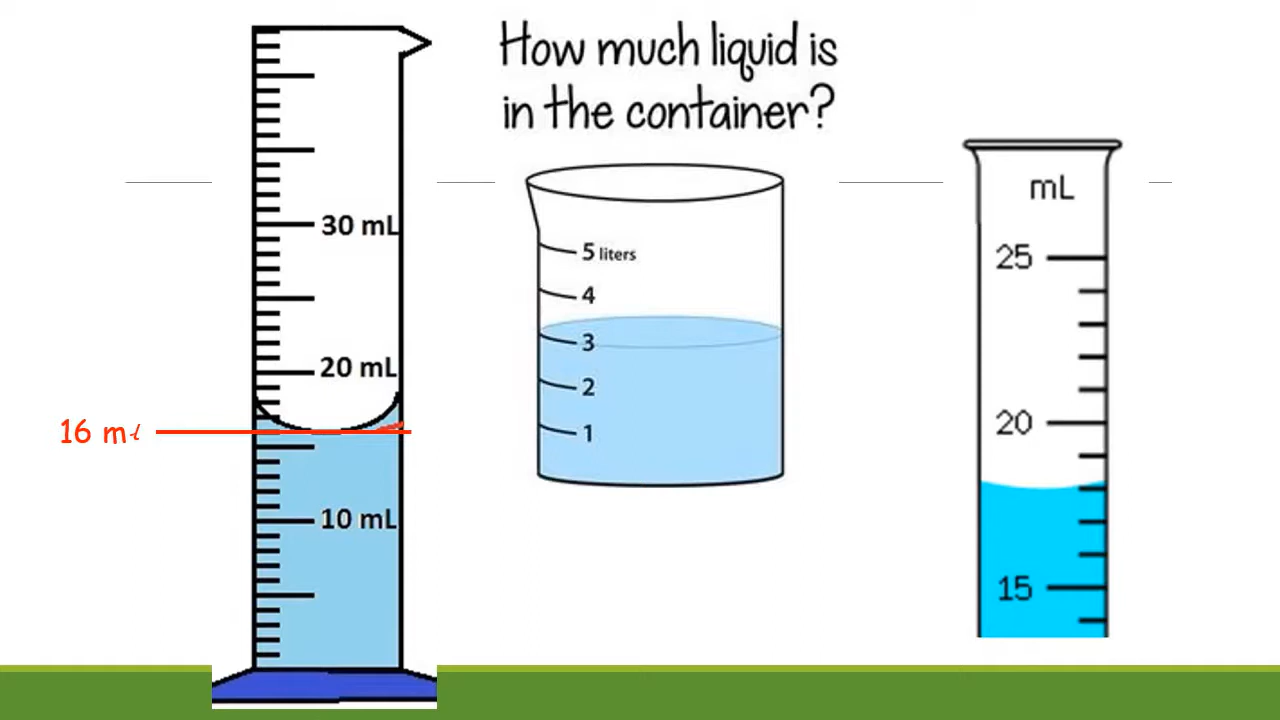 How much liquid is
in the container?
30 mL
20 mL
16 ml
10 mL
5 liters
4
3
2
1
mL
25
20
15